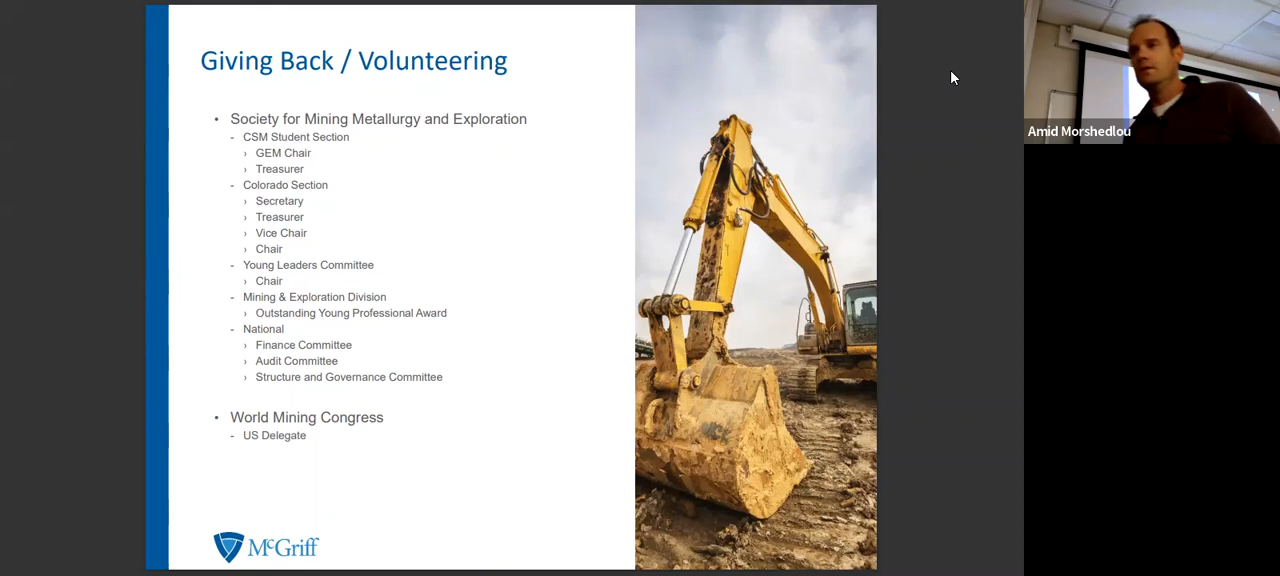 Giving Back / Volunteering
• Society for Mining Metallurgy and Exploration
- CSM Student Section
› GEM Chair
› Treasurer
- Colorado Section
› Secretary
› Treasurer
› Vice Chair
› Chair
- Young Leaders Committee
› Chair
- Mining & Exploration Division
› Outstanding Young Professional Award
- National
› Finance Committee
› Audit Committee
› Structure and Governance Committee
• World Mining Congress
- US Delegate
McGriff
Amid Morshedlou